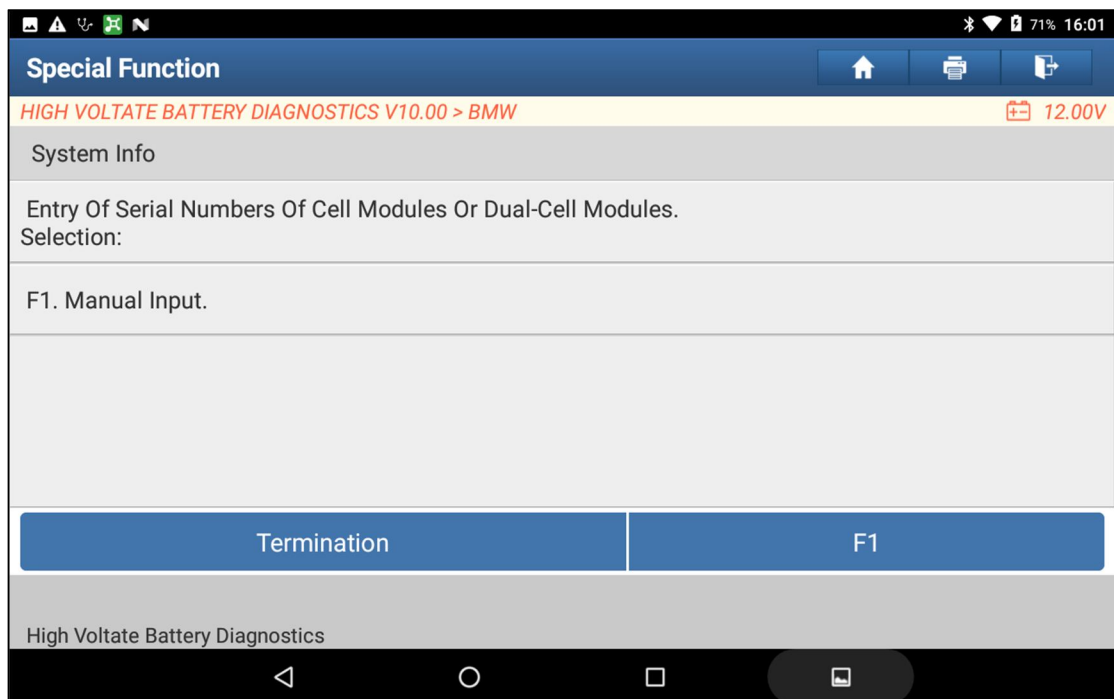 71% 16:01
Special Function
HIGH VOLTATE BATTERY DIAGNOSTICS V10.00 > BMW
12.00V
System Info
Entry Of Serial Numbers Of Cell Modules Or Dual-Cell Modules.
Selection:
F1. Manual Input.
Termination
F1
High Voltate Battery Diagnostics